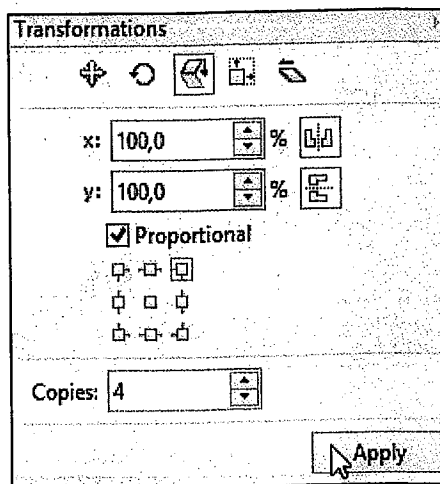 Transformations
x: 100,0 %
y: 100,0 %
Proportional
Copies: 4
Apply